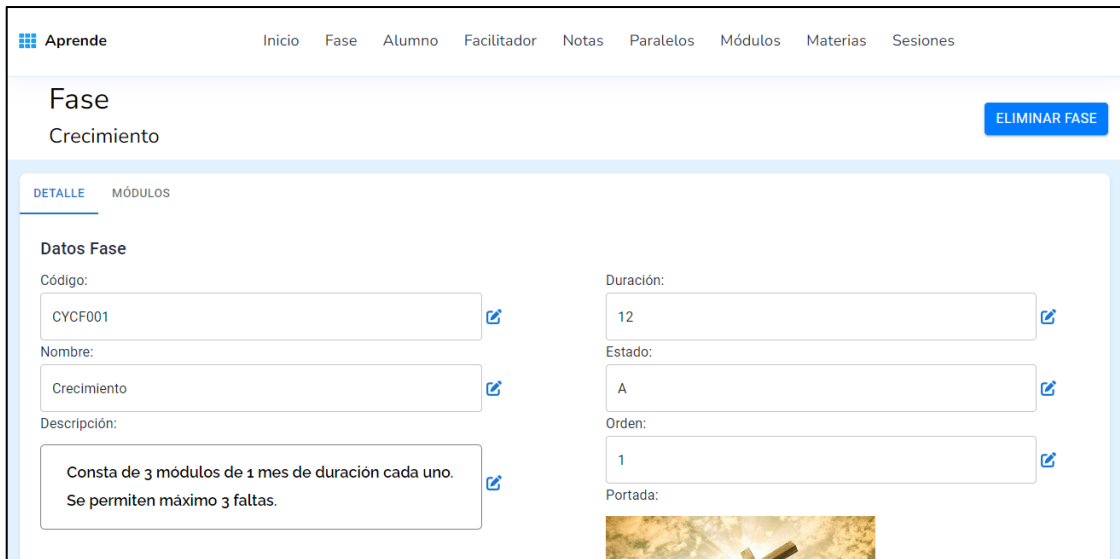 Aprende
Inicio Fase Alumno Facilitador Notas Paralelos Módulos Materias Sesiones
Fase
Crecimiento
ELIMINAR FASE
DETALLE MÓDULOS
Datos Fase
Código:
CYCF001
Nombre:
Crecimiento
Descripción:
Consta de 3 módulos de 1 mes de duración cada uno.
Se permiten máximo 3 faltas.
Duración:
12
Estado:
A
Orden:
1
Portada: